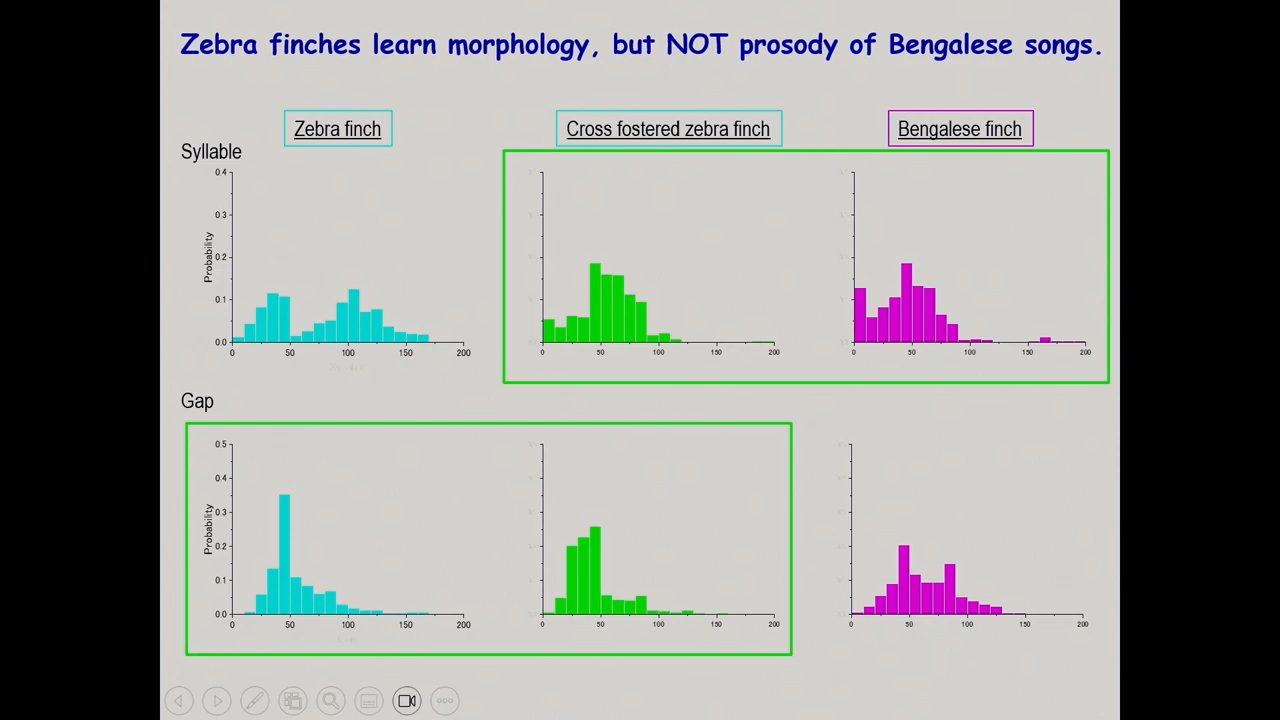 Zebra finches learn morphology, but NOT prosody of Bengalese songs.
Zebra finch
Cross fostered zebra finch
Bengalese finch
Syllable
Probability
0.4
0.3
0.2
0.1
0.0
0 50 100 150 200
0 50 100 150 200
0 50 100 150 200
Gap
Probability
0.5
0.4
0.3
0.2
0.1
0.0
0 50 100 150 200
0 50 100 150 200
0 50 100 150 200